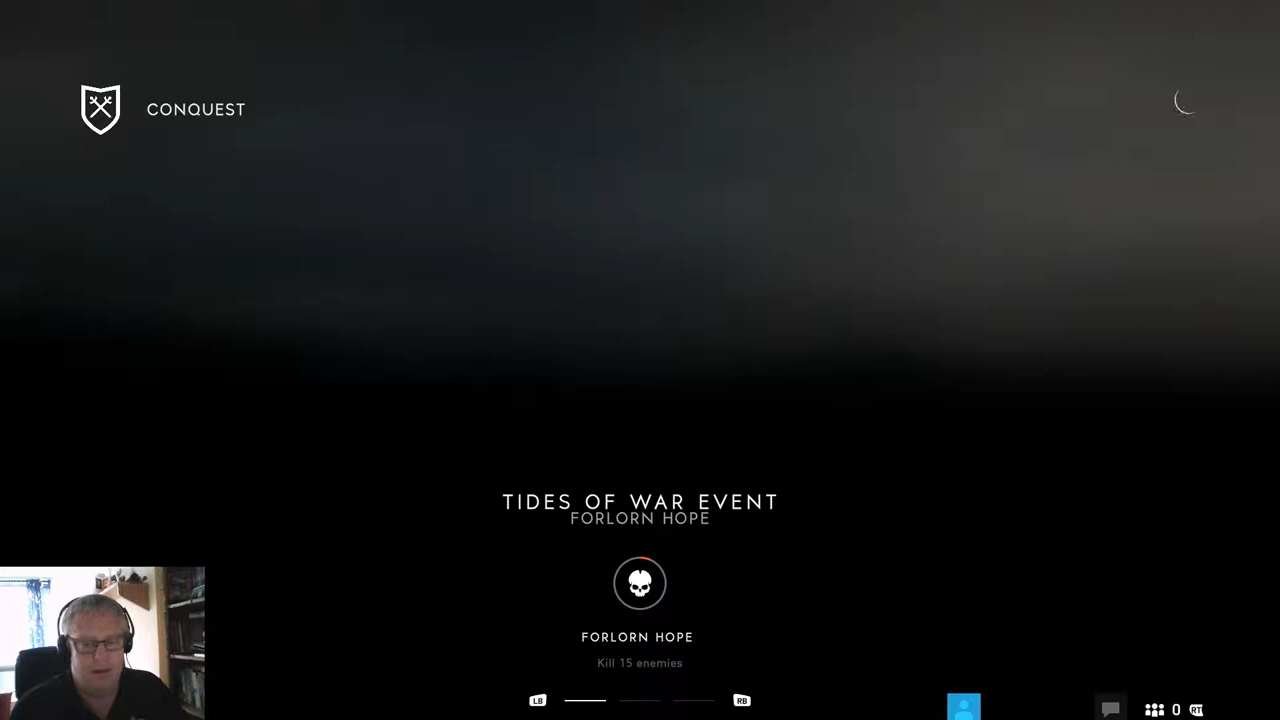 CONQUEST
TIDES OF WAR EVENT
FORLORN HOPE
FORLORN HOPE
Kill 15 enemies
LB
RB
0
RT